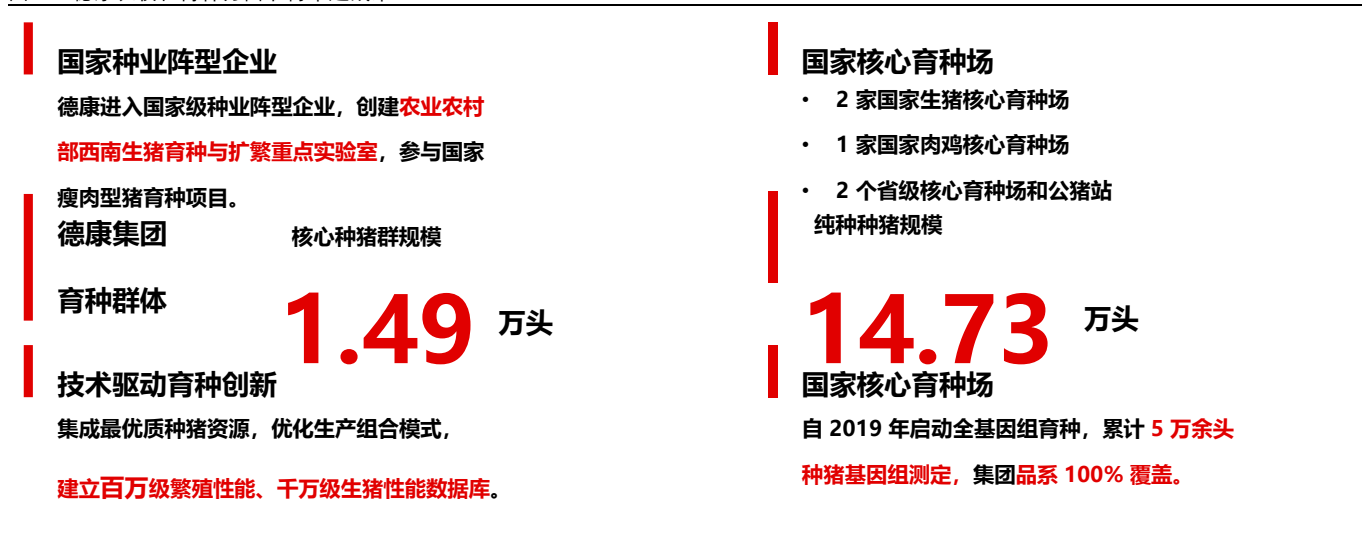 国家种业阵型企业
德康进入国家级种业阵型企业，创建农业农村
部西南生猪育种与扩繁重点实验室，参与国家
瘦肉型猪育种项目。
德康集团 核心种猪群规模
育种群体 1.49 万头
技术驱动育种创新
集成最优质种猪资源，优化生产组合模式，
建立百万级繁殖性能、千万级生猪性能数据库。
国家核心育种场
• 2 家国家生猪核心育种场
• 1 家国家肉鸡核心育种场
• 2 个省级核心育种场和公猪站
纯种种猪规模
14.73 万头
国家核心育种场
自 2019 年启动全基因组育种，累计 5 万余头
种猪基因组测定，集团品系 100% 覆盖。